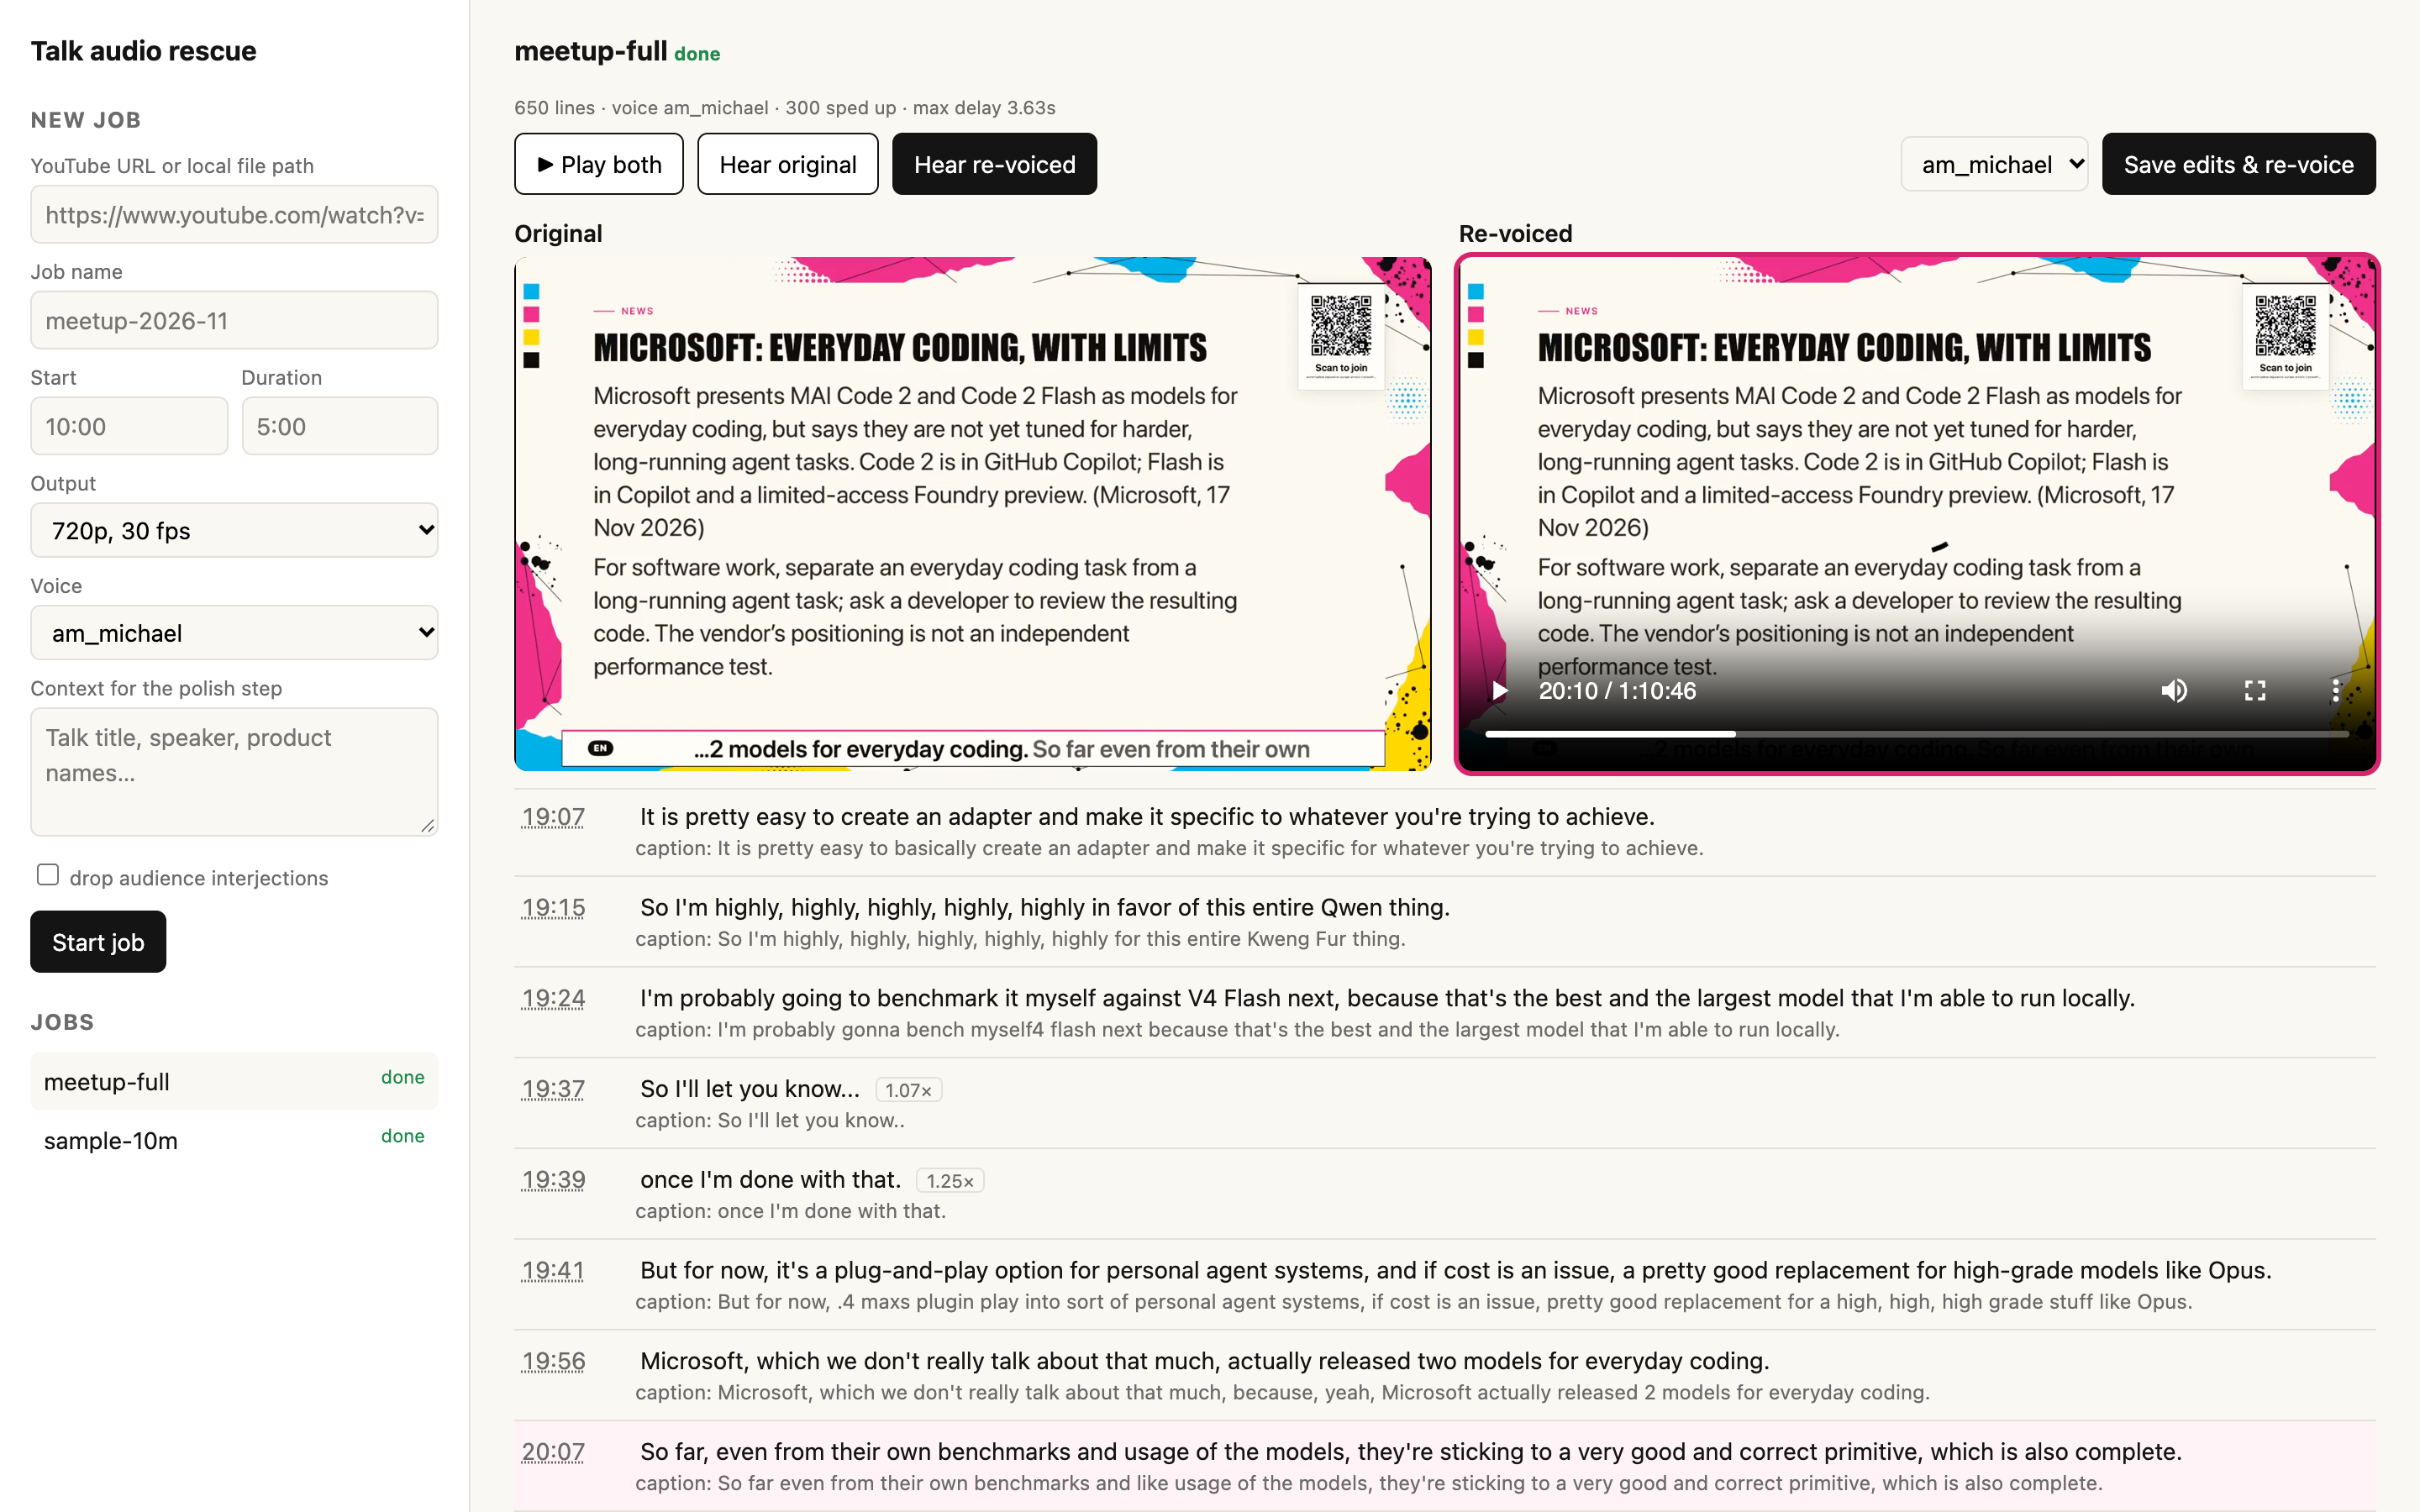 Talk audio rescue
NEW JOB
YouTube URL or local file path
https://www.youtube.com/watch?v=
Job name
meetup-2026-11
Start
Duration
10:00
5:00
Output
720p, 30 fps
Voice
am_michael
Context for the polish step
Talk title, speaker, product
names...
drop audience interjections
Start job
JOBS
meetup-full
done
sample-10m
done
meetup-full done
650 lines · voice am_michael · 300 sped up · max delay 3.63s
Play both
Hear original
Hear re-voiced
am_michael
Save edits & re-voice
Original
NEWS
MICROSOFT: EVERYDAY CODING, WITH LIMITS
Microsoft presents MAI Code 2 and Code 2 Flash as models for
everyday coding, but says they are not yet tuned for harder,
long-running agent tasks. Code 2 is in GitHub Copilot; Flash is
in Copilot and a limited-access Foundry preview. (Microsoft, 17
Nov 2026)
For software work, separate an everyday coding task from a
long-running agent task; ask a developer to review the resulting
code. The vendor’s positioning is not an independent
performance test.
Scan to join
EN
...2 models for everyday coding. So far even from their own
Re-voiced
NEWS
MICROSOFT: EVERYDAY CODING, WITH LIMITS
Microsoft presents MAI Code 2 and Code 2 Flash as models for
everyday coding, but says they are not yet tuned for harder,
long-running agent tasks. Code 2 is in GitHub Copilot; Flash is
in Copilot and a limited-access Foundry preview. (Microsoft, 17
Nov 2026)
For software work, separate an everyday coding task from a
long-running agent task; ask a developer to review the resulting
code. The vendor’s positioning is not an independent
performance test.
Scan to join
20:10 / 1:10:46
...2 models for everyday coding. So far even from their own
19:07
It is pretty easy to create an adapter and make it specific to whatever you're trying to achieve.
caption: It is pretty easy to basically create an adapter and make it specific for whatever you're trying to achieve.
19:15
So I'm highly, highly, highly, highly, highly in favor of this entire Qwen thing.
caption: So I'm highly, highly, highly, highly, highly for this entire Kweng Fur thing.
19:24
I'm probably going to benchmark it myself against V4 Flash next, because that's the best and the largest model that I'm able to run locally.
caption: I'm probably gonna bench myself4 flash next because that's the best and the largest model that I'm able to run locally.
19:37
So I'll let you know... 1.07×
caption: So I'll let you know..
19:39
once I'm done with that. 1.25×
caption: once I'm done with that.
19:41
But for now, it's a plug-and-play option for personal agent systems, and if cost is an issue, a pretty good replacement for high-grade models like Opus.
caption: But for now, .4 maxs plugin play into sort of personal agent systems, if cost is an issue, pretty good replacement for a high, high, high grade stuff like Opus.
19:56
Microsoft, which we don't really talk about that much, actually released two models for everyday coding.
caption: Microsoft, which we don't really talk about that much, because, yeah, Microsoft actually released 2 models for everyday coding.
20:07
So far, even from their own benchmarks and usage of the models, they're sticking to a very good and correct primitive, which is also complete.
caption: So far even from their own benchmarks and like usage of the models, they're sticking to a very good and correct primitive, which is also complete.